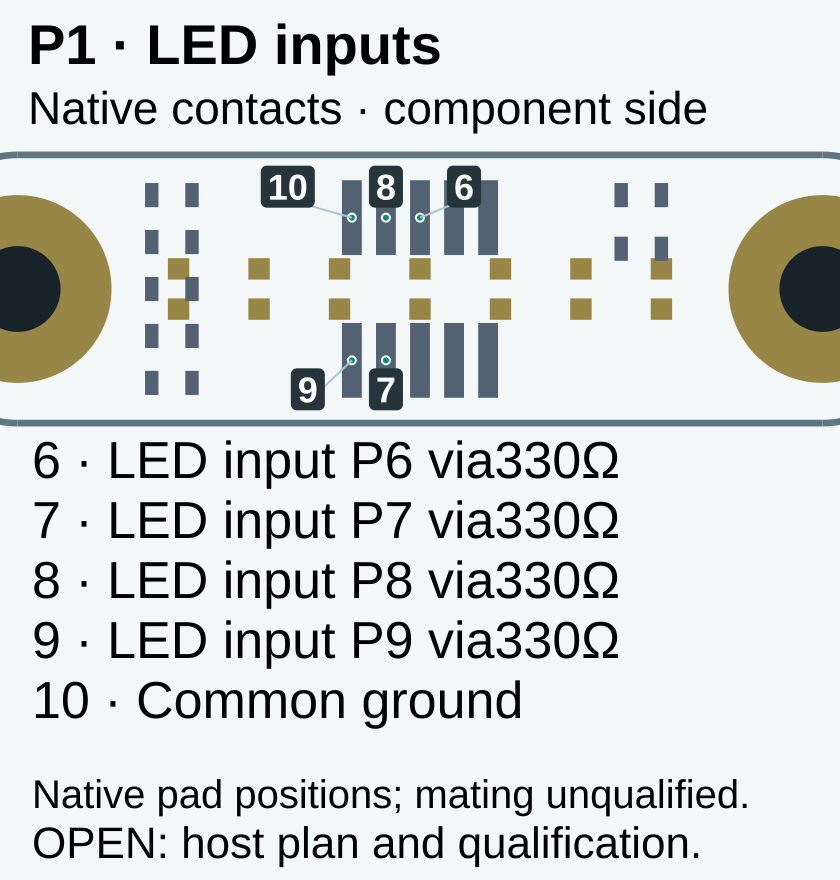 P1 · LED inputs
Native contacts · component side
10 8 6
9 7
6 · LED input P6 via330Ω
7 · LED input P7 via330Ω
8 · LED input P8 via330Ω
9 · LED input P9 via330Ω
10 · Common ground
Native pad positions; mating unqualified.
OPEN: host plan and qualification.